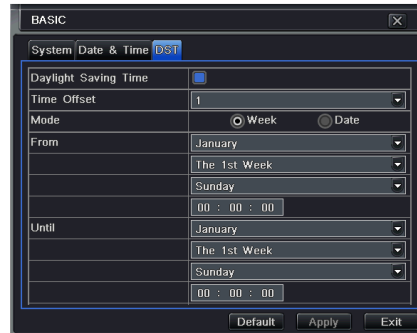 BASIC
System Date & Time DST
Daylight Saving Time
Time Offset 1
Mode Week Date
From January
The 1st Week
Sunday
00 : 00 : 00
Until January
The 1st Week
Sunday
00 : 00 : 00
Default Apply Exit